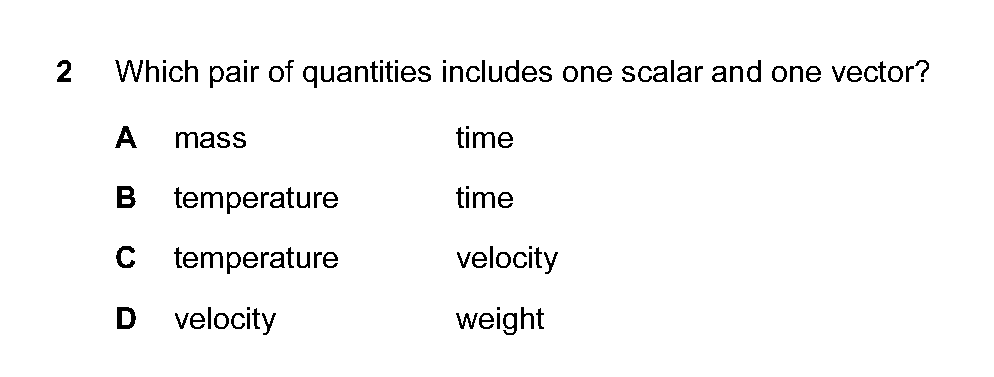 2 Which pair of quantities includes one scalar and one vector?
A mass time
B temperature time
C temperature velocity
D velocity weight